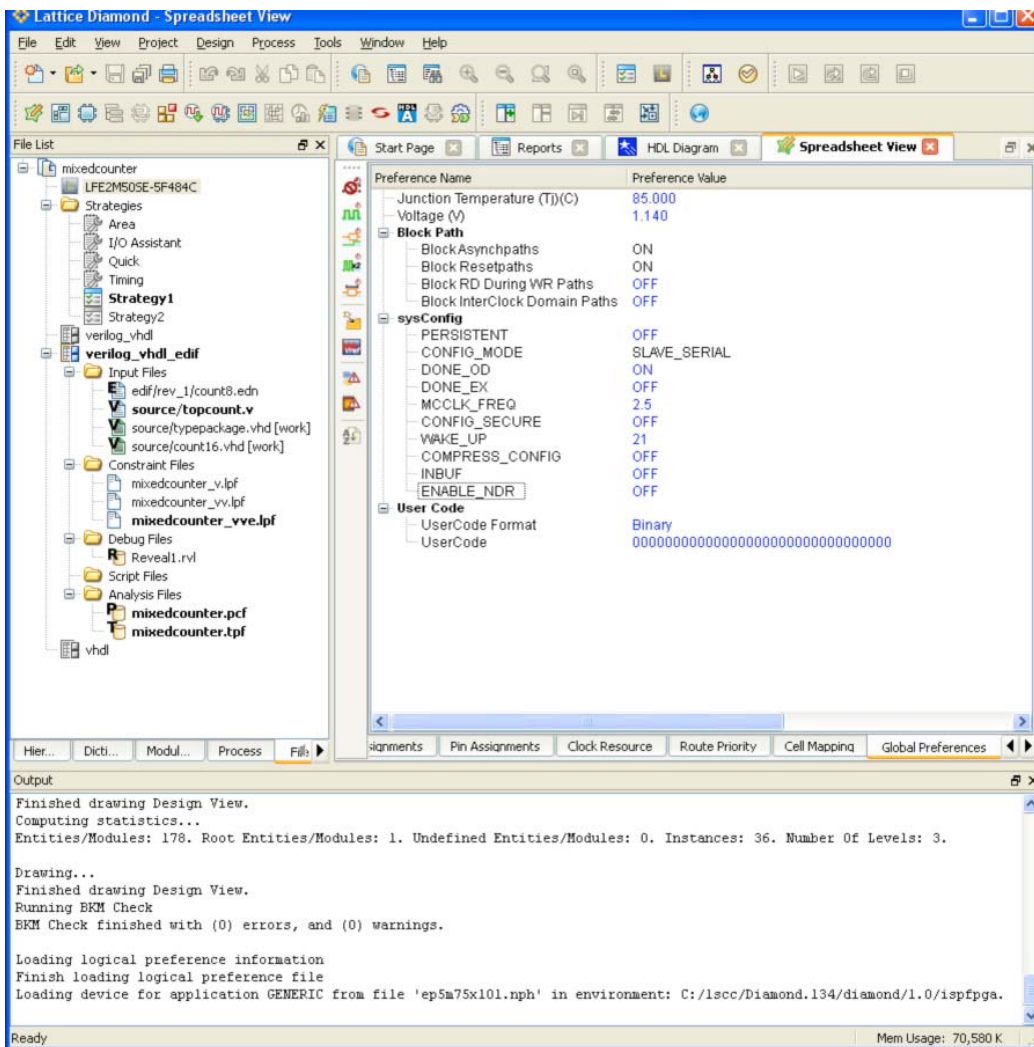 Lattice Diamond - Spreadsheet View
File Edit View Project Design Process Tools Window Help
File List
mixedcounter
LFE2M50SE-5F484C
Strategies
Area
I/O Assistant
Quick
Timing
Strategy1
Strategy2
verilog_vhdl
verilog_vhdl_edif
Input Files
edif/rev_1/count8.edn
source/topcount.v
source/typepackage.vhd [work]
source/count16.vhd [work]
Constraint Files
mixedcounter_v.lpf
mixedcounter_vv.lpf
mixedcounter_vve.lpf
Debug Files
Reveal1.rvl
Script Files
Analysis Files
mixedcounter.pcf
mixedcounter.tpf
vhdl
Hier... Dicti... Modul... Process
Start Page Reports HDL Diagram Spreadsheet View
Preference Name Preference Value
Junction Temperature (Tj)(C) 85.000
Voltage (V) 1.140
Block Path
Block Asynchpaths ON
Block Resetpaths ON
Block RD During WR Paths OFF
Block InterClock Domain Paths OFF
sysConfig
PERSISTENT OFF
CONFIG_MODE SLAVE_SERIAL
DONE_OD ON
DONE_EX OFF
MCCLK_FREQ 2.5
CONFIG_SECURE OFF
WAKE_UP 21
COMPRESS_CONFIG OFF
INBUF OFF
ENABLE_NDR OFF
User Code
UserCode Format Binary
UserCode 00000000000000000000000000000000
signments Pin Assignments Clock Resource Route Priority Cell Mapping Global Preferences
Output
Finished drawing Design View.
Computing statistics...
Entities/Modules: 178. Root Entities/Modules: 1. Undefined Entities/Modules: 0. Instances: 36. Number Of Levels: 3.
Drawing...
Finished drawing Design View.
Running BKM Check
BKM Check finished with (0) errors, and (0) warnings.
Loading logical preference information
Finish loading logical preference file
Loading device for application GENERIC from file 'ep5m75x101.nph' in environment: C:/lscc/Diamond.134/diamond/1.0/ispfpga.
Ready Mem Usage: 70,580 K